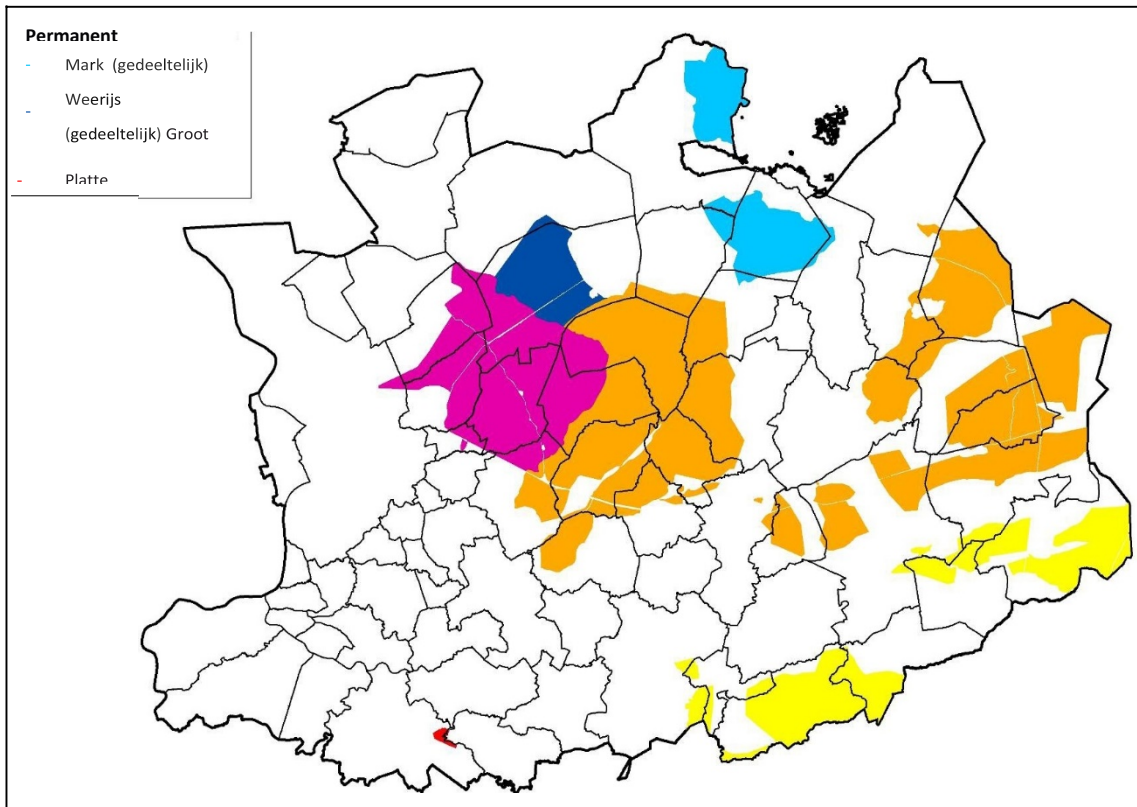 Permanent
- Mark (gedeeltelijk)
Weerijs
-
(gedeeltelijk) Groot
- Platte